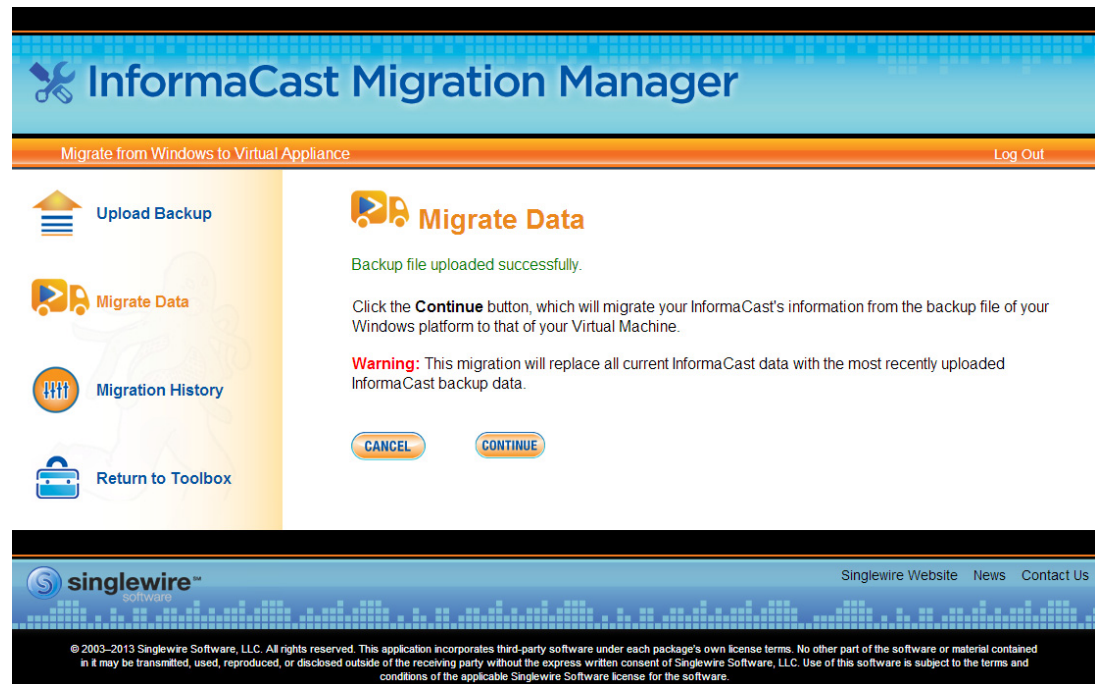 InformaCast Migration Manager
Migrate from Windows to Virtual Appliance
Log Out
Upload Backup
Migrate Data
Migration History
Return to Toolbox
Migrate Data
Backup file uploaded successfully.
Click the Continue button, which will migrate your InformaCast's information from the backup file of your
Windows platform to that of your Virtual Machine.
Warning: This migration will replace all current InformaCast data with the most recently uploaded
InformaCast backup data.
CANCEL
CONTINUE
singlewire℠
software
Singlewire Website News Contact Us
© 2003–2013 Singlewire Software, LLC. All rights reserved. This application incorporates third-party software under each package's own license terms. No other part of the software or material contained
in it may be transmitted, used, reproduced, or disclosed outside of the receiving party without the express written consent of Singlewire Software, LLC. Use of this software is subject to the terms and
conditions of the applicable Singlewire Software license for the software.